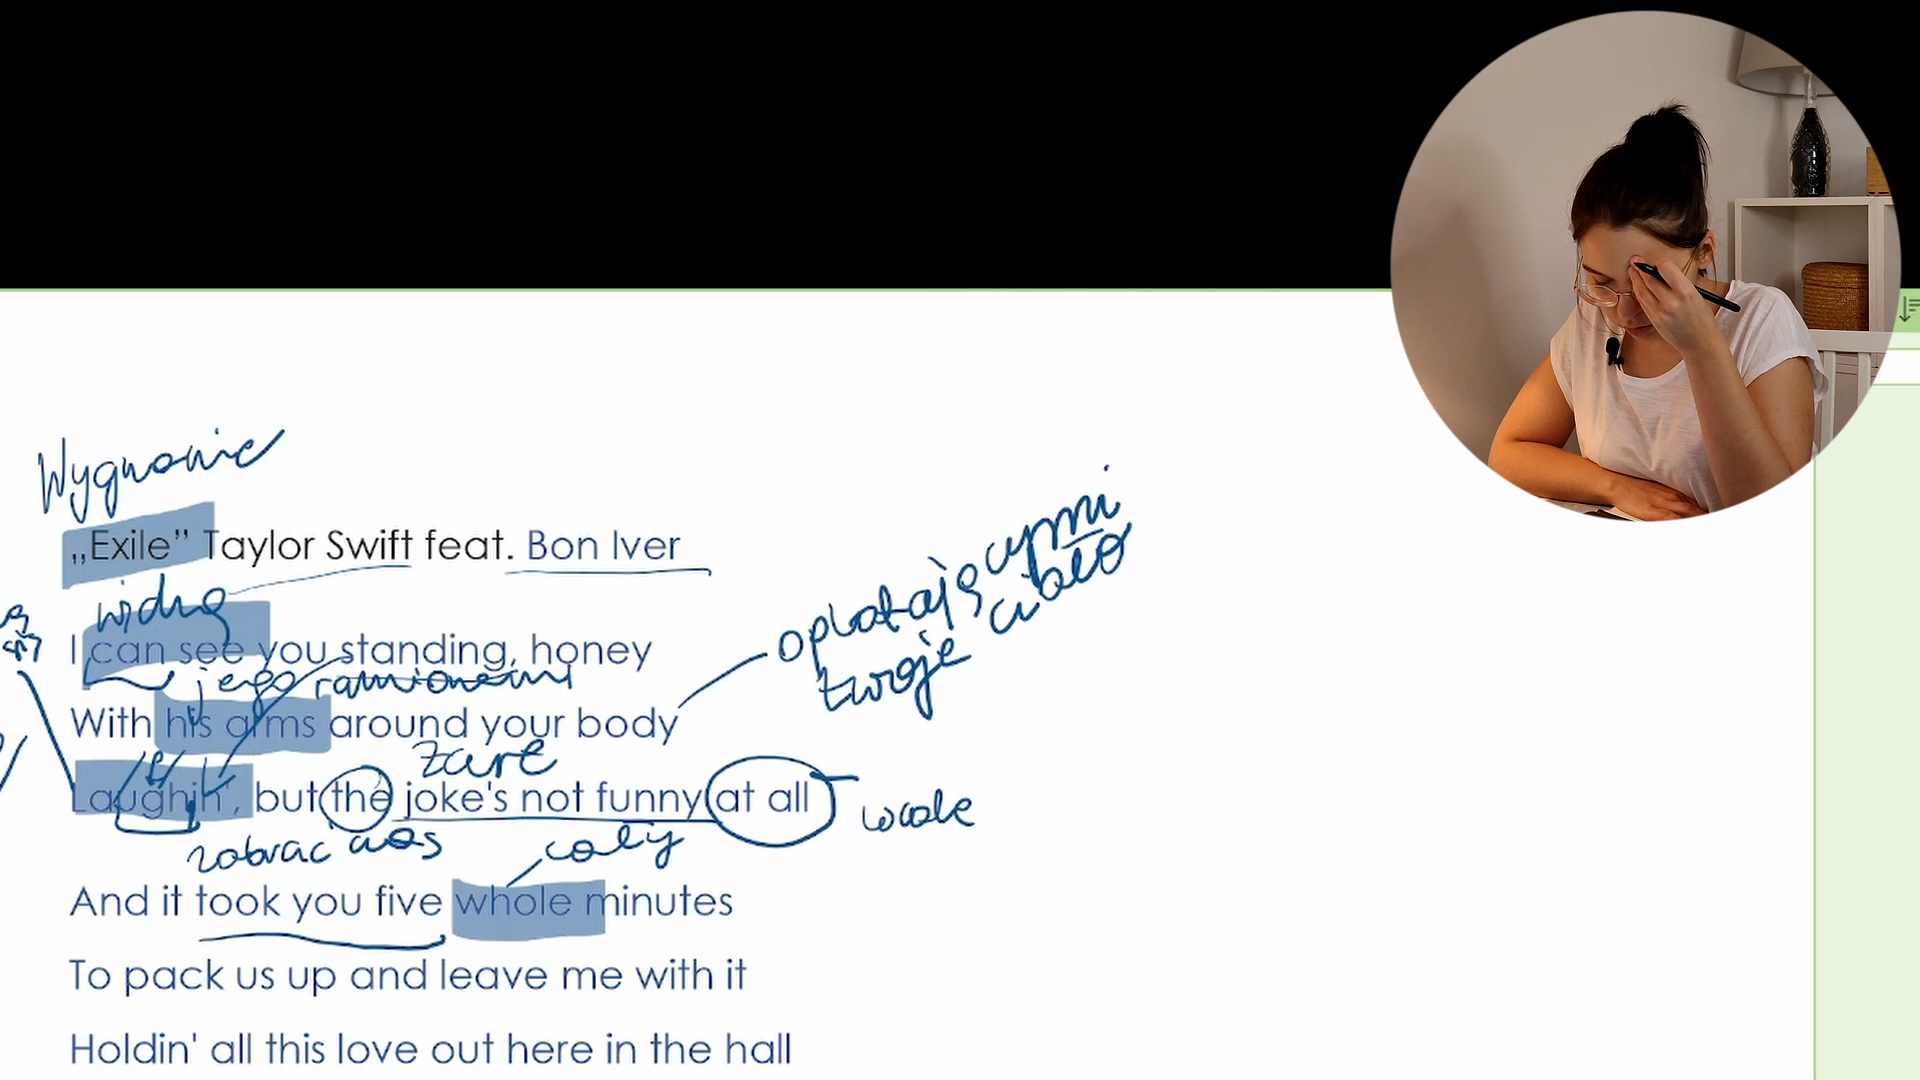 Wygnanie
„Exile” Taylor Swift feat. Bon Iver
widzę
I can see you standing, honey
jego ramionami
With his arms around your body
oplatającymi
twoje ciało
żart
Laughin', but the joke's not funny at all
wcale
zabrać czas cały
And it took you five whole minutes
To pack us up and leave me with it
Holdin' all this love out here in the hall